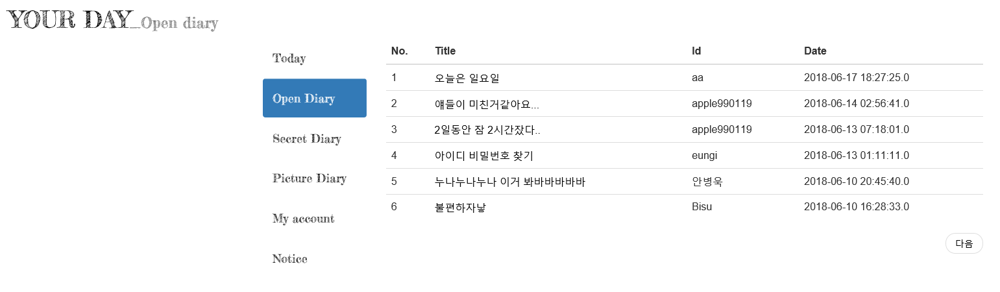 YOUR DAY_Open diary
Today
Open Diary
Secret Diary
Picture Diary
My account
Notice
No. Title Id Date
1 오늘은 일요일 aa 2018-06-17 18:27:25.0
2 얘들이 미친거같아요... apple990119 2018-06-14 02:56:41.0
3 2일동안 잠 2시간잤다.. apple990119 2018-06-13 07:18:01.0
4 아이디 비밀번호 찾기 eungi 2018-06-13 01:11:11.0
5 누나누나누나 이거 봐바바바바바 안병욱 2018-06-10 20:45:40.0
6 불편하자낳 Bisu 2018-06-10 16:28:33.0
다음